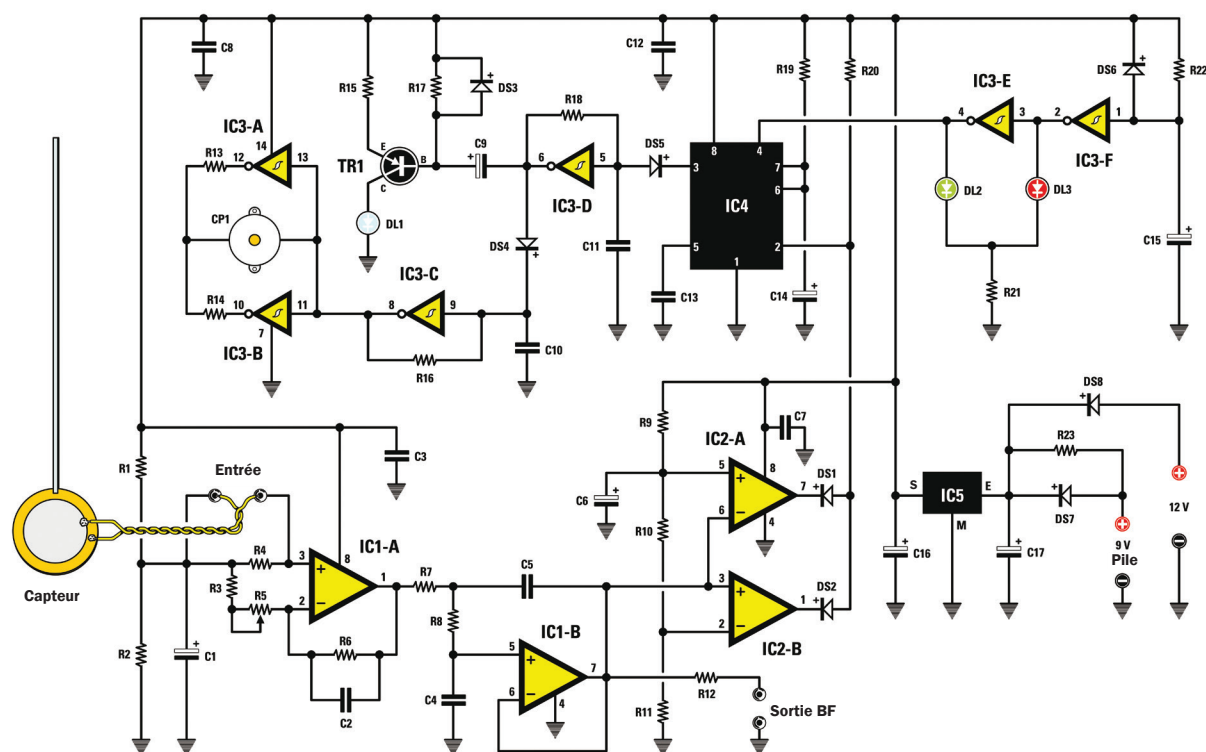 C8
C12
R15
R17
DS3
R18
R19
R20
DS6
R22
IC3-A
14
R13
12
13
E
B
C
TR1
C9
+
6
5
IC3-D
DS5
+
3
8
4
7
6
5
2
1
IC4
4
IC3-E
3
2
IC3-F
1
CP1
DL1
DS4
+
C11
DL2
DL3
C15
+
R14
10
11
7
IC3-B
IC3-C
8
9
R16
C10
C13
C14
+
R21
R1
Entrée
C3
R9
C7
IC2-A
5
6
8
7
4
DS1
+
C6
+
R10
DS8
+
R23
S
IC5
E
M
DS7
+
12 V
9 V
Pile
C16
+
C17
+
Capteur
R4
R3
R5
3
2
8
1
IC1-A
R7
C5
R6
C2
R2
C1
+
R8
IC1-B
5
6
7
4
C4
3
2
1
IC2-B
DS2
+
R12
R11
Sortie BF